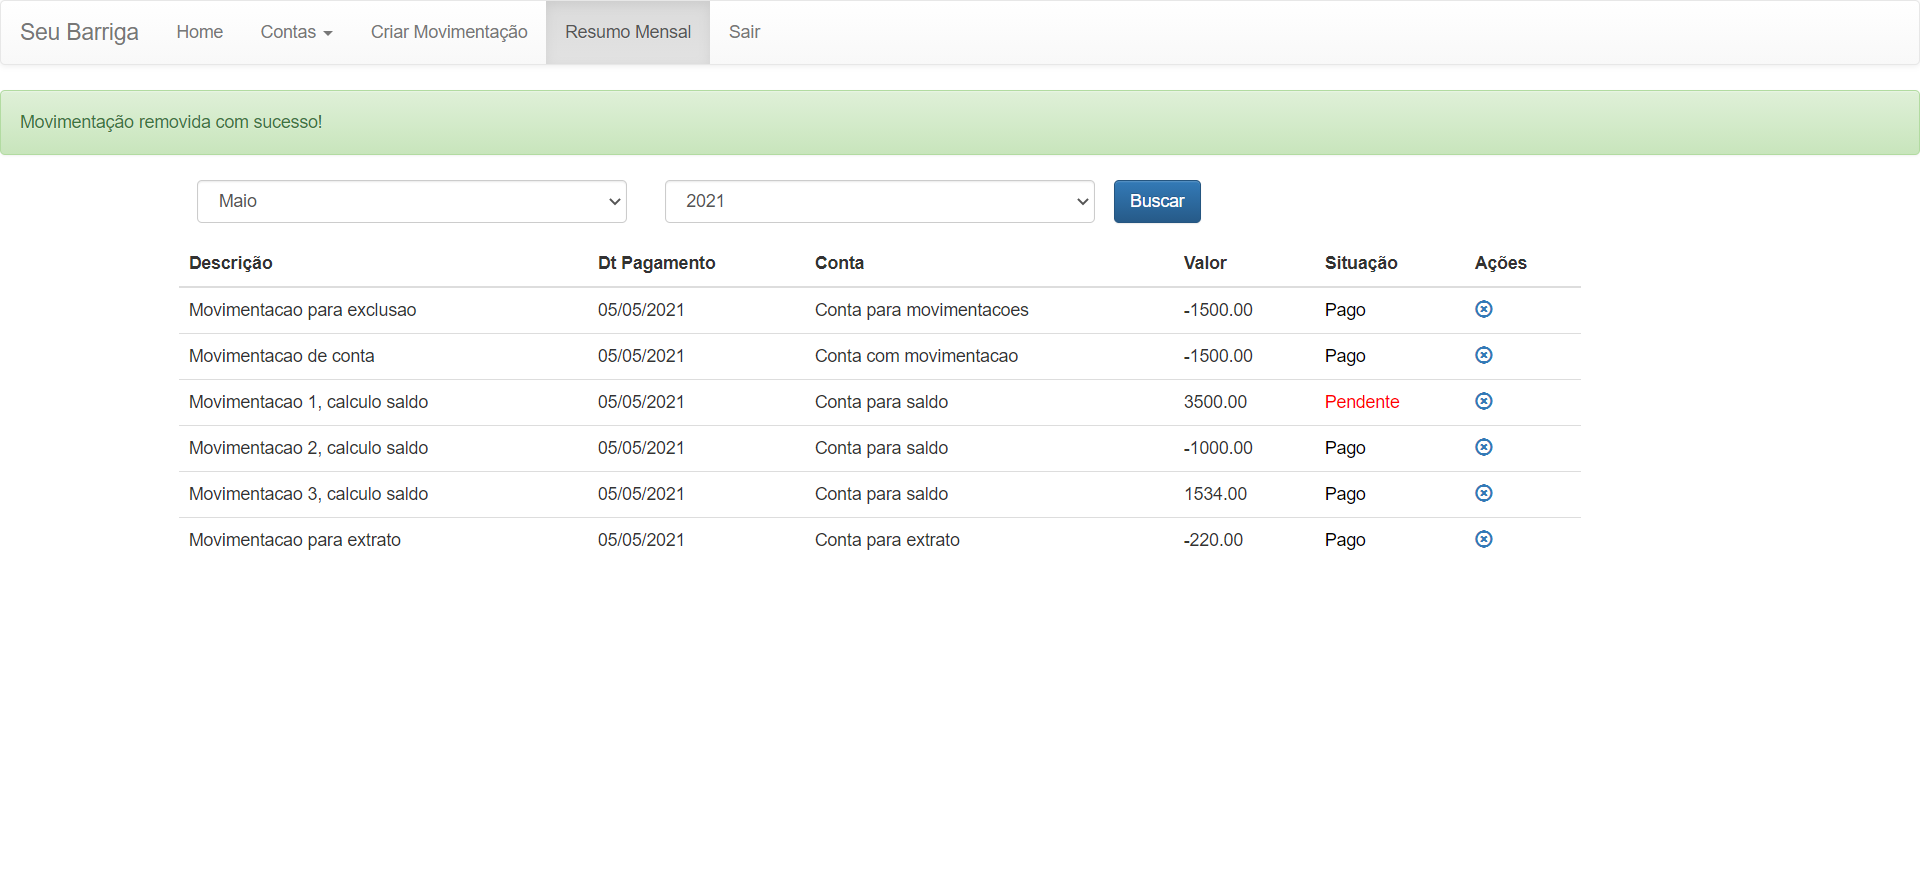 Seu Barriga Home Contas Criar Movimentação Resumo Mensal Sair
Movimentação removida com sucesso!
Maio 2021 Buscar
Descrição Dt Pagamento Conta Valor Situação Ações
Movimentacao para exclusao 05/05/2021 Conta para movimentacoes -1500.00 Pago
Movimentacao de conta 05/05/2021 Conta com movimentacao -1500.00 Pago
Movimentacao 1, calculo saldo 05/05/2021 Conta para saldo 3500.00 Pendente
Movimentacao 2, calculo saldo 05/05/2021 Conta para saldo -1000.00 Pago
Movimentacao 3, calculo saldo 05/05/2021 Conta para saldo 1534.00 Pago
Movimentacao para extrato 05/05/2021 Conta para extrato -220.00 Pago